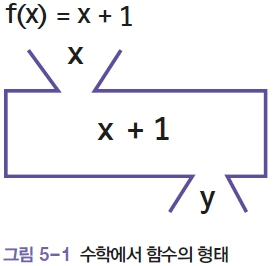 f(x) = x + 1
x
x + 1
y
그림 5-1 수학에서 함수의 형태